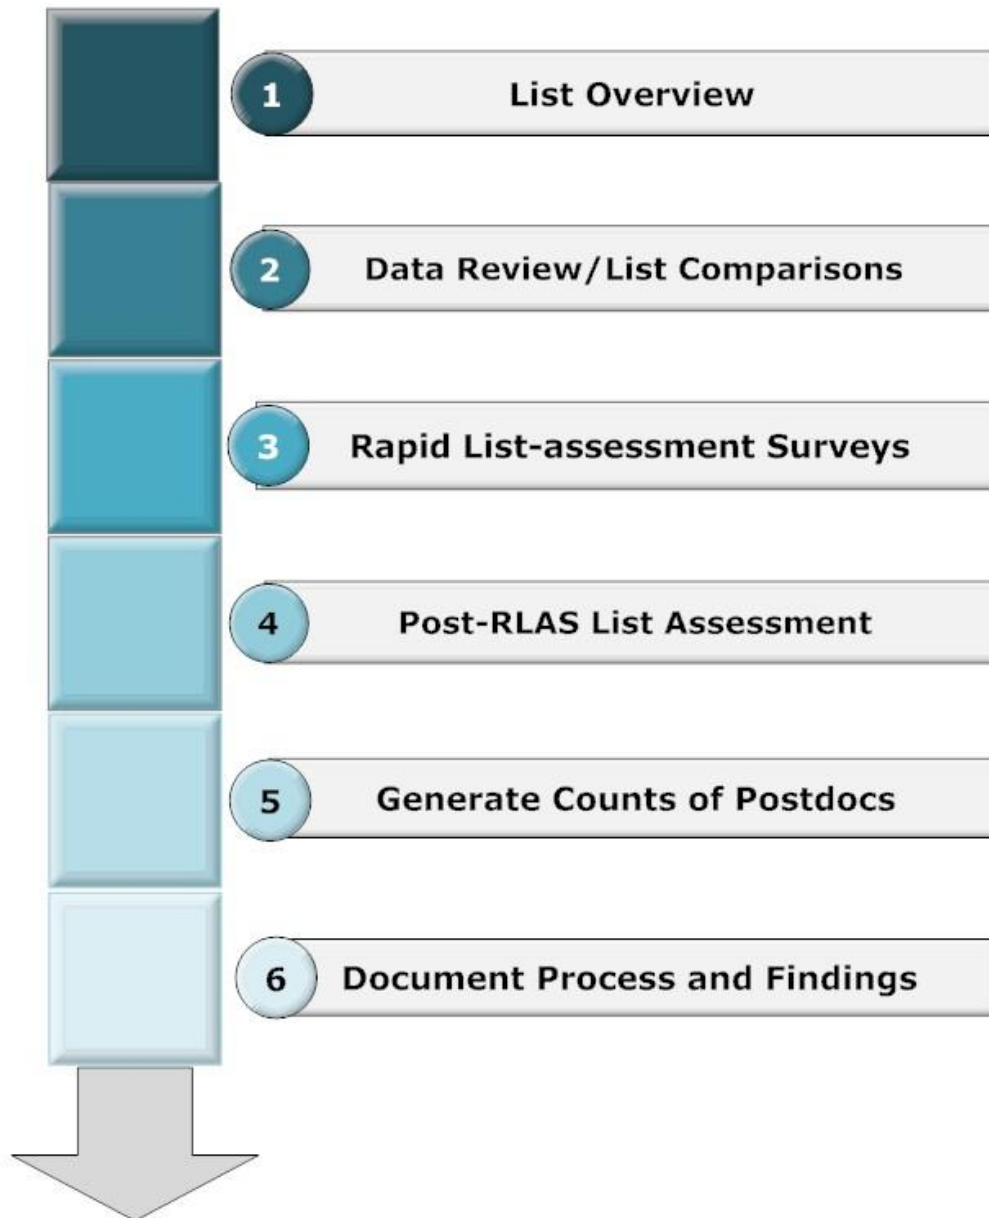 1 List Overview
2 Data Review/List Comparisons
3 Rapid List-assessment Surveys
4 Post-RLAS List Assessment
5 Generate Counts of Postdocs
6 Document Process and Findings